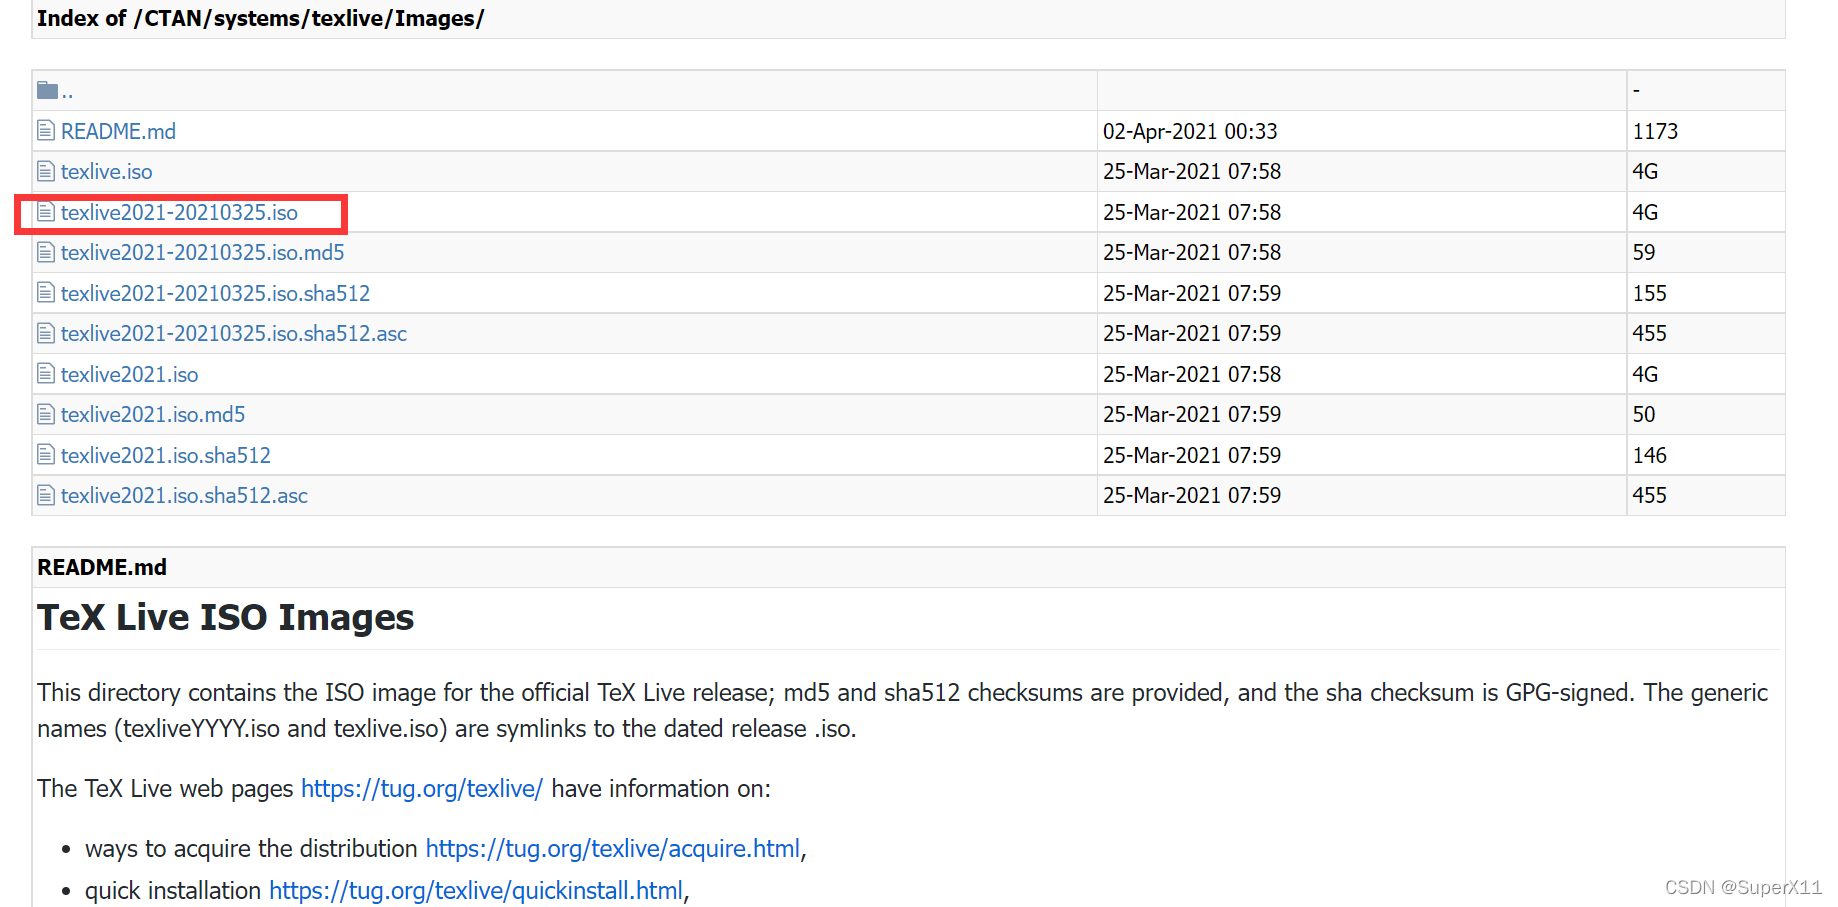 Index of /CTAN/systems/texlive/Images/
.. -
README.md 02-Apr-2021 00:33 1173
texlive.iso 25-Mar-2021 07:58 4G
texlive2021-20210325.iso 25-Mar-2021 07:58 4G
texlive2021-20210325.iso.md5 25-Mar-2021 07:58 59
texlive2021-20210325.iso.sha512 25-Mar-2021 07:59 155
texlive2021-20210325.iso.sha512.asc 25-Mar-2021 07:59 455
texlive2021.iso 25-Mar-2021 07:58 4G
texlive2021.iso.md5 25-Mar-2021 07:59 50
texlive2021.iso.sha512 25-Mar-2021 07:59 146
texlive2021.iso.sha512.asc 25-Mar-2021 07:59 455
README.md
TeX Live ISO Images
This directory contains the ISO image for the official TeX Live release; md5 and sha512 checksums are provided, and the sha checksum is GPG-signed. The generic
names (texliveYYYY.iso and texlive.iso) are symlinks to the dated release .iso.
The TeX Live web pages https://tug.org/texlive/ have information on:
• ways to acquire the distribution https://tug.org/texlive/acquire.html,
• quick installation https://tug.org/texlive/quickinstall.html,
CSDN @SuperX11